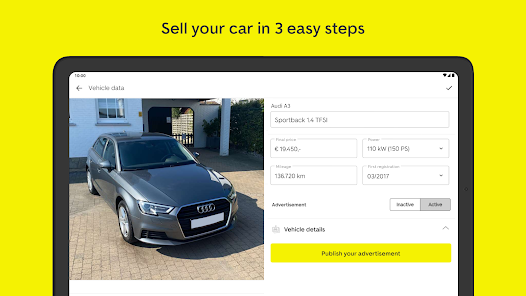 Sell your car in 3 easy steps
10:00
Vehicle data
Audi A3
Sportback 1.4 TFSI
Total price
€ 19.450,-
Power
110 kW (150 PS)
Mileage
136.720 km
First registration
03/2017
Advertisement
Inactive
Active
Vehicle details
Publish your advertisement